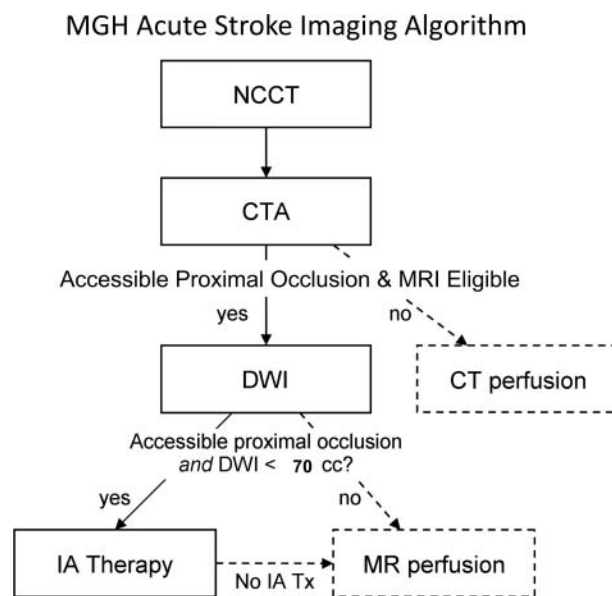 MGH Acute Stroke Imaging Algorithm
NCCT
CTA
Accessible Proximal Occlusion & MRI Eligible
yes
no
CT perfusion
DWI
Accessible proximal occlusion
and DWI < 70 cc?
yes
no
IA Therapy
No IA Tx
MR perfusion